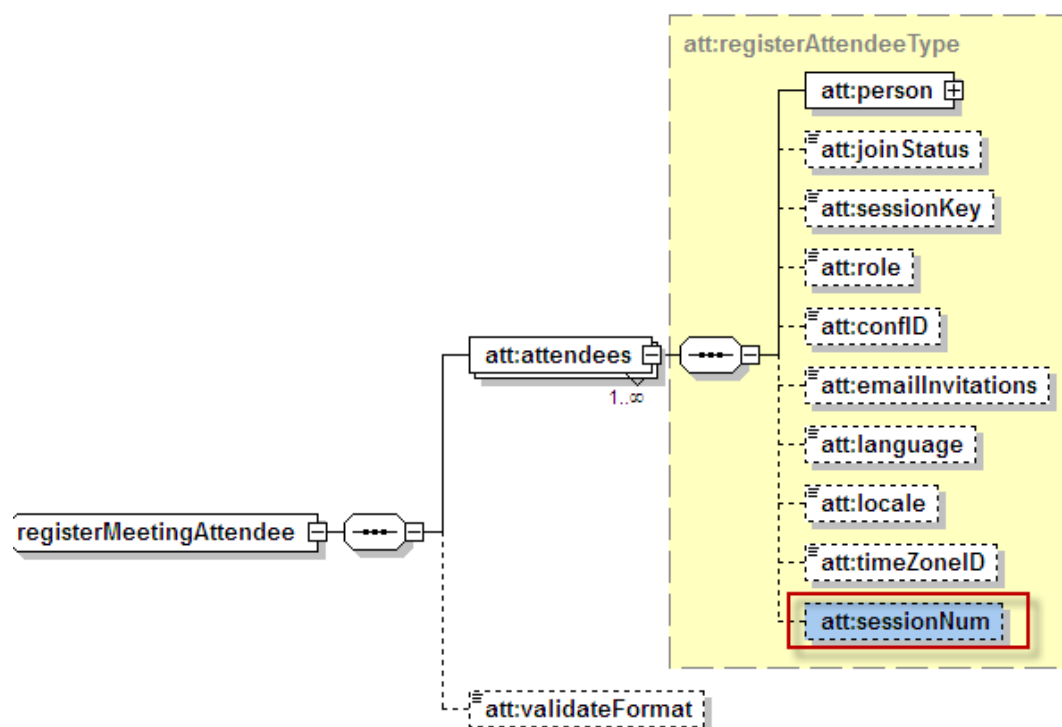 att:registerAttendeeType
att:person
att:joinStatus
att:sessionKey
att:role
att:confID
att:attendees
1..∞
att:emailInvitations
att:language
att:locale
registerMeetingAttendee
att:timeZoneID
att:sessionNum
att:validateFormat